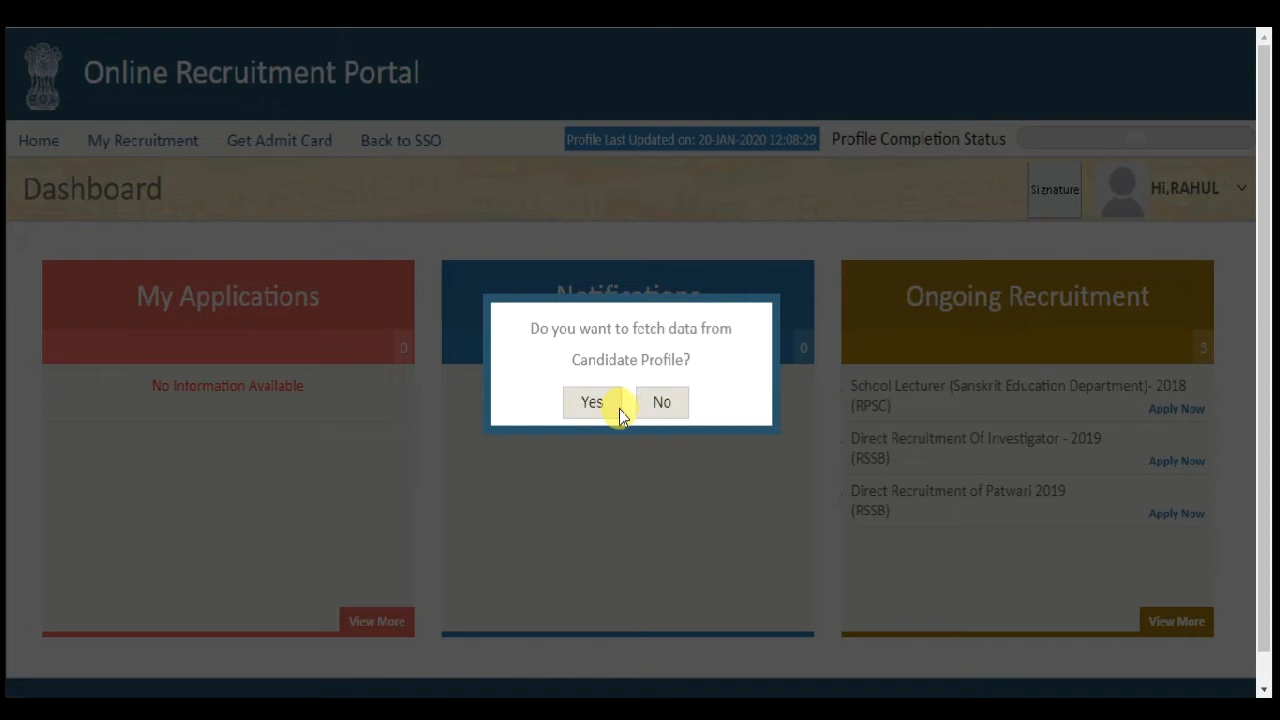 Online Recruitment Portal
Home My Recruitment Get Admit Card Back to SSO Profile Last Updated on: 20-JAN-2020 12:08:29 Profile Completion Status
Dashboard Signature Hi,RAHUL
My Applications
0
No Information Available
View More
Notifications
0
Do you want to fetch data from
Candidate Profile?
Yes No
Ongoing Recruitment
3
School Lecturer (Sanskrit Education Department)- 2018
(RPSC)
Apply Now
Direct Recruitment Of Investigator - 2019
(RSSB)
Apply Now
Direct Recruitment of Patwari 2019
(RSSB)
Apply Now
View More